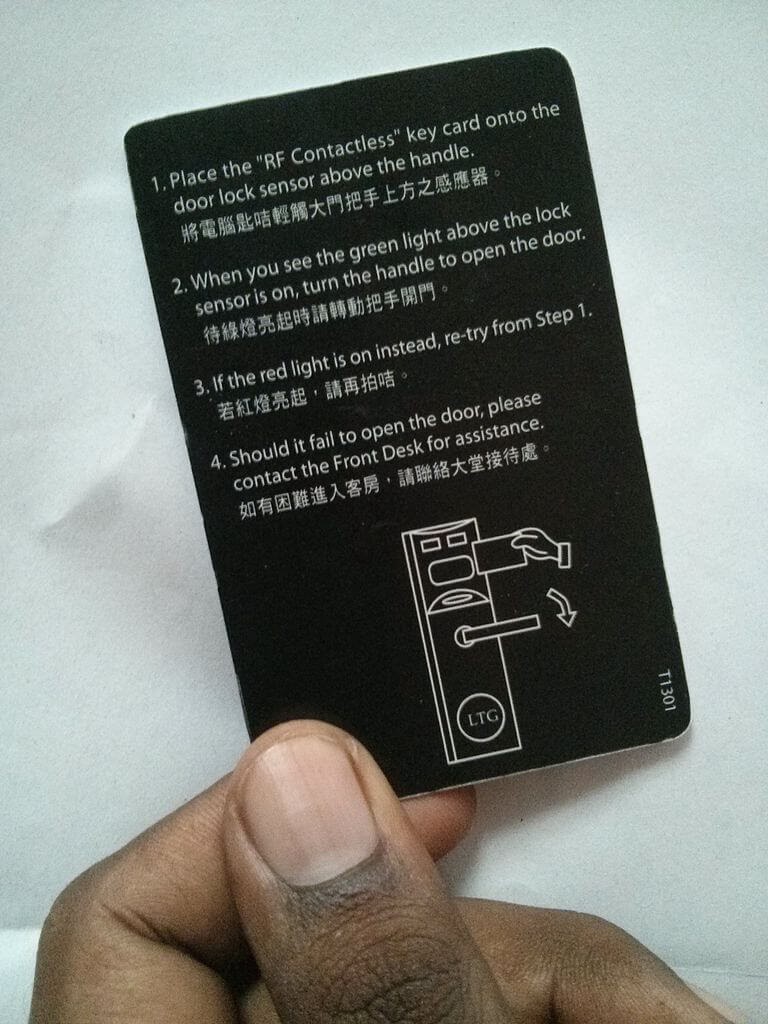 1. Place the "RF Contactless" key card onto the
door lock sensor above the handle.
將電腦匙咭輕觸大門把手上方之感應器。
2. When you see the green light above the lock
sensor is on, turn the handle to open the door.
待綠燈亮起時請轉動把手開門。
3. If the red light is on instead, re-try from Step 1.
若紅燈亮起，請再拍咭。
4. Should it fail to open the door, please
contact the Front Desk for assistance.
如有困難進入客房，請聯絡大堂接待處。
LTG
T1301